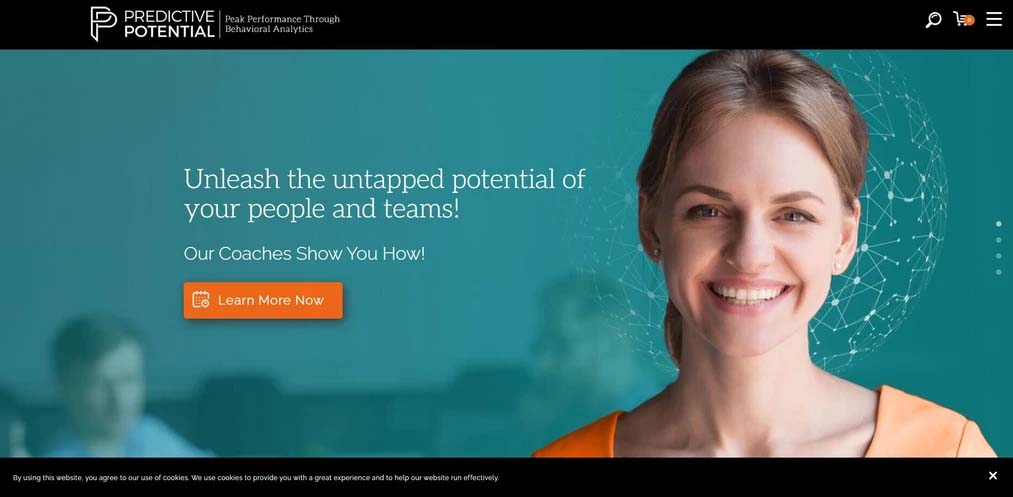 PREDICTIVE
POTENTIAL
Peak Performance Through
Behavioral Analytics
0
Unleash the untapped potential of
your people and teams!
Our Coaches Show You How!
Learn More Now
By using this website, you agree to our use of cookies. We use cookies to provide you with a great experience and to help our website run effectively.